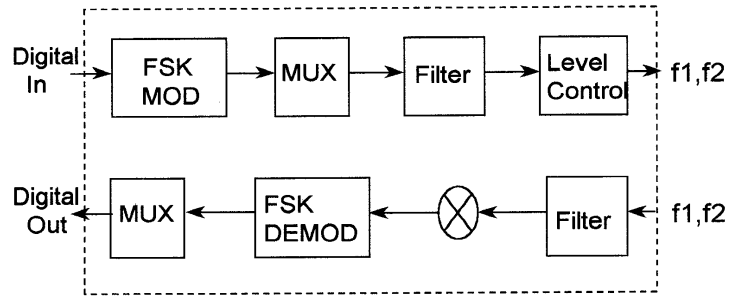 Digital
In
FSK
MOD
MUX
Filter
Level
Control
f1,f2
Digital
Out
MUX
FSK
DEMOD
Filter
f1,f2